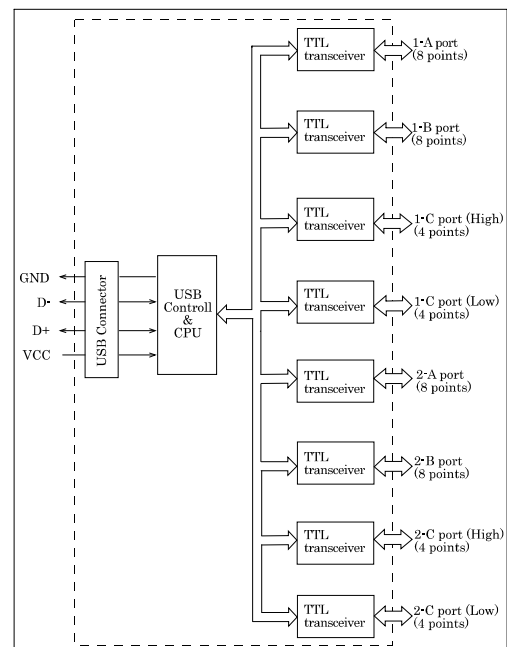 TTL
transceiver
1-A port
(8 points)
TTL
transceiver
1-B port
(8 points)
TTL
transceiver
1-C port (High)
(4 points)
GND
D-
D+
VCC
USB Connector
USB
Controll
&
CPU
TTL
transceiver
1-C port (Low)
(4 points)
TTL
transceiver
2-A port
(8 points)
TTL
transceiver
2-B port
(8 points)
TTL
transceiver
2-C port (High)
(4 points)
TTL
transceiver
2-C port (Low)
(4 points)